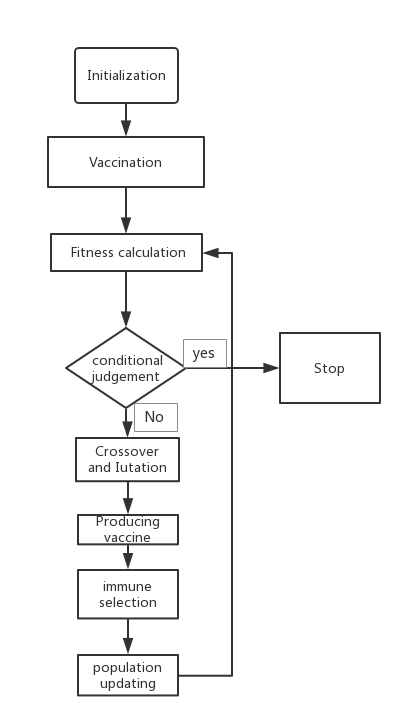 Initialization
Vaccination
Fitness calculation
conditional
judgement
yes
Stop
No
Crossover
and Iutation
Producing
vaccine
immune
selection
population
updating